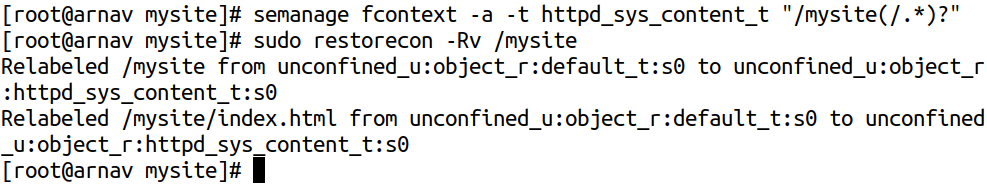 [root@arnav mysite]# semanage fcontext -a -t httpd_sys_content_t "/mysite(/.*)?"
[root@arnav mysite]# sudo restorecon -Rv /mysite
Relabeled /mysite from unconfined_u:object_r:default_t:s0 to unconfined_u:object_r
:httpd_sys_content_t:s0
Relabeled /mysite/index.html from unconfined_u:object_r:default_t:s0 to unconfined
_u:object_r:httpd_sys_content_t:s0
[root@arnav mysite]#